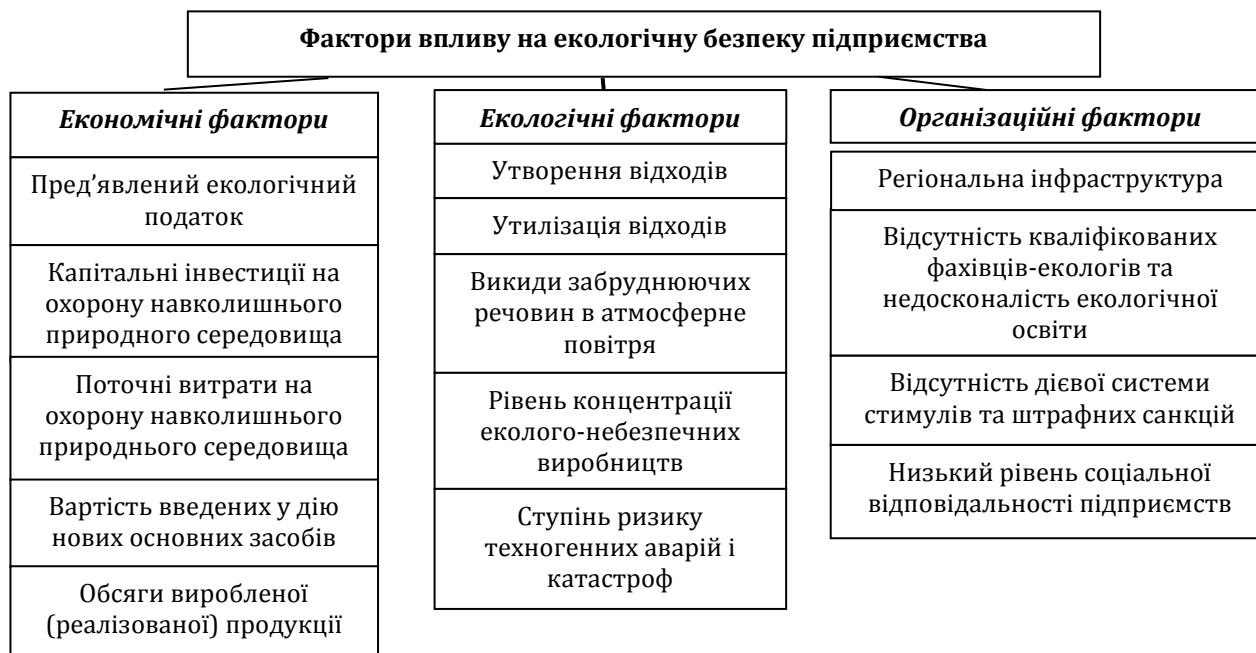 Фактори впливу на екологічну безпеку підприємства
Економічні фактори
Пред’явлений екологічний
податок
Капітальні інвестиції на
охорону навколишнього
природного середовища
Поточні витрати на
охорону навколишнього
природнього середовища
Вартість введених у дію
нових основних засобів
Обсяги виробленої
(реалізованої) продукції
Екологічні фактори
Утворення відходів
Утилізація відходів
Викиди забруднюючих
речовин в атмосферне
повітря
Рівень концентрації
еколого-небезпечних
виробництв
Ступінь ризику
техногенних аварій і
катастроф
Організаційні фактори
Регіональна інфраструктура
Відсутність кваліфікованих
фахівців-екологів та
недосконалість екологічної
освіти
Відсутність дієвої системи
стимулів та штрафних санкцій
Низький рівень соціальної
відповідальності підприємств